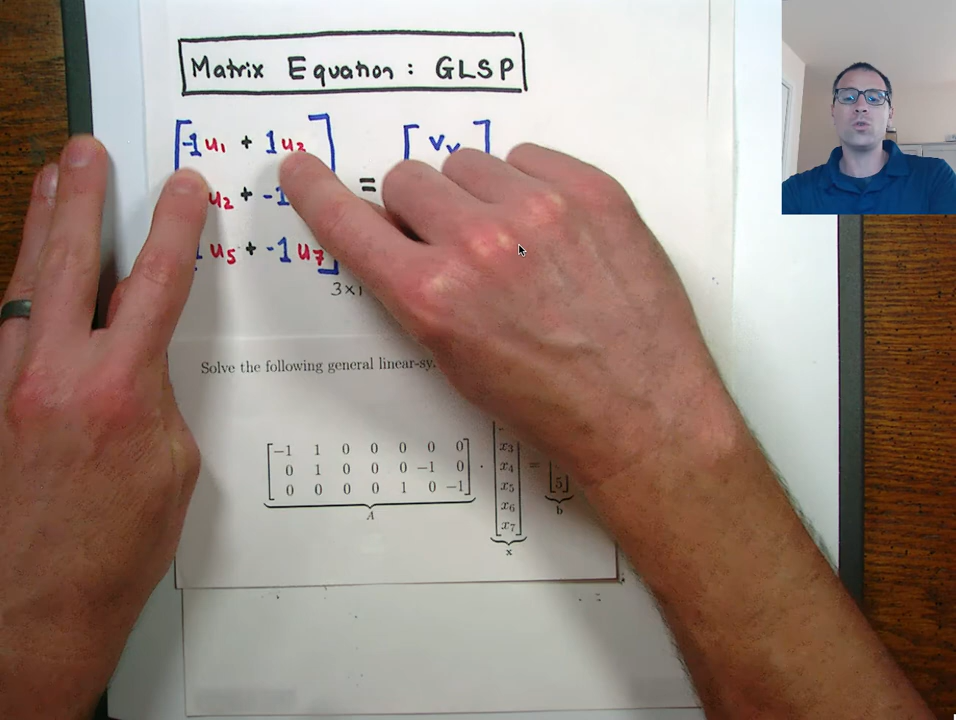 Matrix Equation: GLSP
-1 u₁ + 1 u₂
=
vᵥ
u₂ + -1
u₅ + -1 u₇
3×1
Solve the following general linear-sy
−1 1 0 0 0 0 0
0 1 0 0 0 −1 0
0 0 0 0 1 0 −1
A
·
x₃
x₄
x₅
x₆
x₇
x
=
5
b